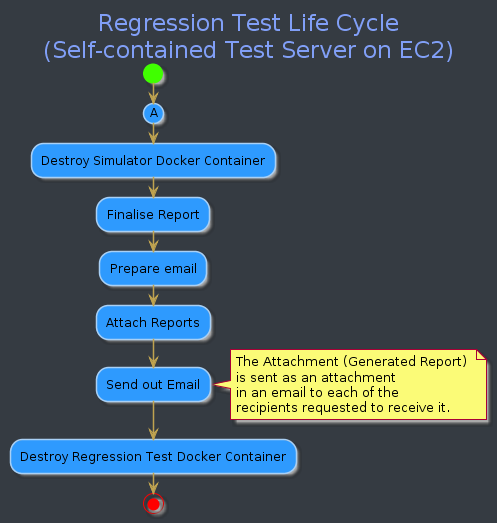 Regression Test Life Cycle
(Self-contained Test Server on EC2)
A
Destroy Simulator Docker Container
Finalise Report
Prepare email
Attach Reports
Send out Email
The Attachment (Generated Report)
is sent as an attachment
in an email to each of the
recipients requested to receive it.
Destroy Regression Test Docker Container